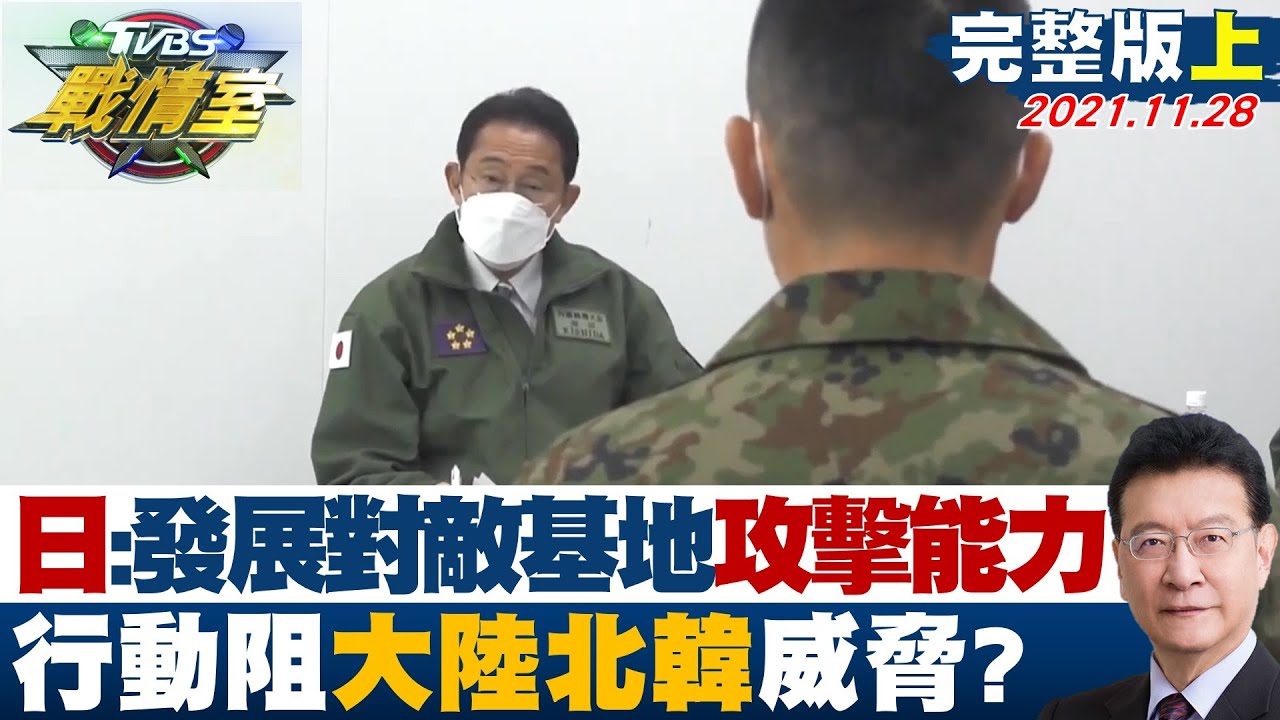 TVBS
戰情室
完整版上
2021.11.28
KISHIDA
日:發展對敵基地攻擊能力
行動阻大陸北韓威脅?